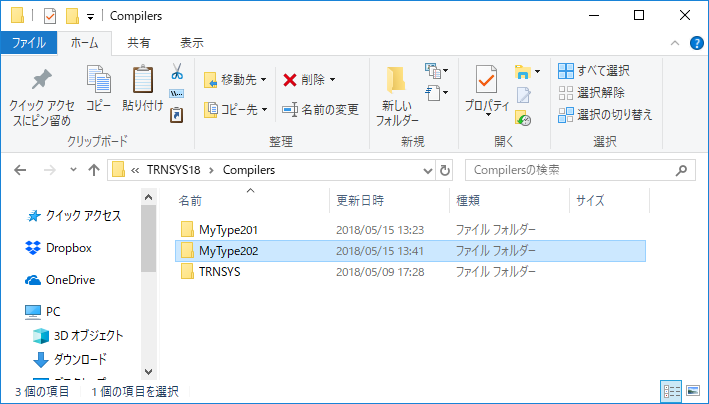 Compilers
ファイル ホーム 共有 表示
クイック アクセスにピン留め コピー 貼り付け
クリップボード
移動先 削除
コピー先 名前の変更
整理
新しいフォルダー
新規
プロパティ
開く
すべて選択
選択解除
選択の切り替え
選択
« TRNSYS18 Compilers
Compilersの検索
名前 更新日時 種類 サイズ
MyType201 2018/05/15 13:23 ファイル フォルダー
MyType202 2018/05/15 13:41 ファイル フォルダー
TRNSYS 2018/05/09 17:28 ファイル フォルダー
クイック アクセス
Dropbox
OneDrive
PC
3D オブジェクト
ダウンロード
3 個の項目 1 個の項目を選択